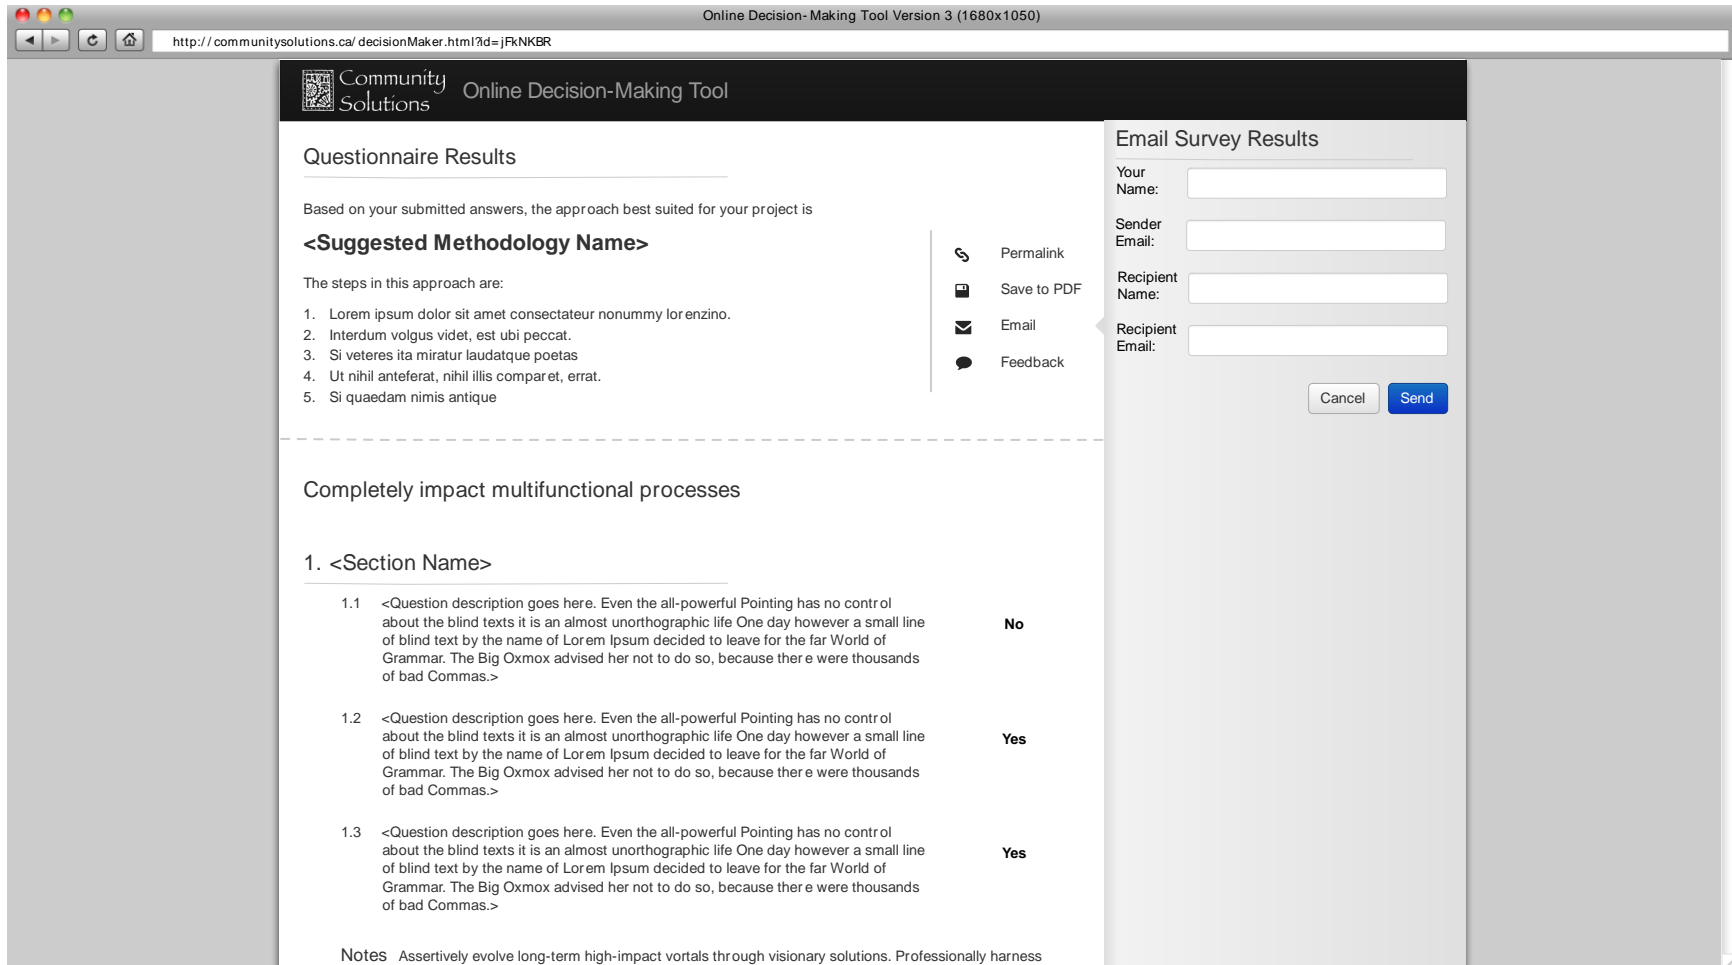 Online Decision-Making Tool Version 3 (1680x1050)
http://communitysolutions.ca/decisionMaker.html?id=jFkNKBR
Community
Solutions
Online Decision-Making Tool
Questionnaire Results
Based on your submitted answers, the approach best suited for your project is
<Suggested Methodology Name>
The steps in this approach are:
1. Lorem ipsum dolor sit amet consectateur nonummy lorenzino.
2. Interdum volgus videt, est ubi peccat.
3. Si veteres ita miratur laudatque poetas
4. Ut nihil anteferat, nihil illis comparet, errat.
5. Si quaedam nimis antique
Permalink
Save to PDF
Email
Feedback
Email Survey Results
Your
Name:
Sender
Email:
Recipient
Name:
Recipient
Email:
Cancel
Send
Completely impact multifunctional processes
1. <Section Name>
1.1 <Question description goes here. Even the all-powerful Pointing has no control
about the blind texts it is an almost unorthographic life One day however a small line
of blind text by the name of Lorem Ipsum decided to leave for the far World of
Grammar. The Big Oxmox advised her not to do so, because there were thousands
of bad Commas.>
No
1.2 <Question description goes here. Even the all-powerful Pointing has no control
about the blind texts it is an almost unorthographic life One day however a small line
of blind text by the name of Lorem Ipsum decided to leave for the far World of
Grammar. The Big Oxmox advised her not to do so, because there were thousands
of bad Commas.>
Yes
1.3 <Question description goes here. Even the all-powerful Pointing has no control
about the blind texts it is an almost unorthographic life One day however a small line
of blind text by the name of Lorem Ipsum decided to leave for the far World of
Grammar. The Big Oxmox advised her not to do so, because there were thousands
of bad Commas.>
Yes
Notes Assertively evolve long-term high-impact vortals through visionary solutions. Professionally harness